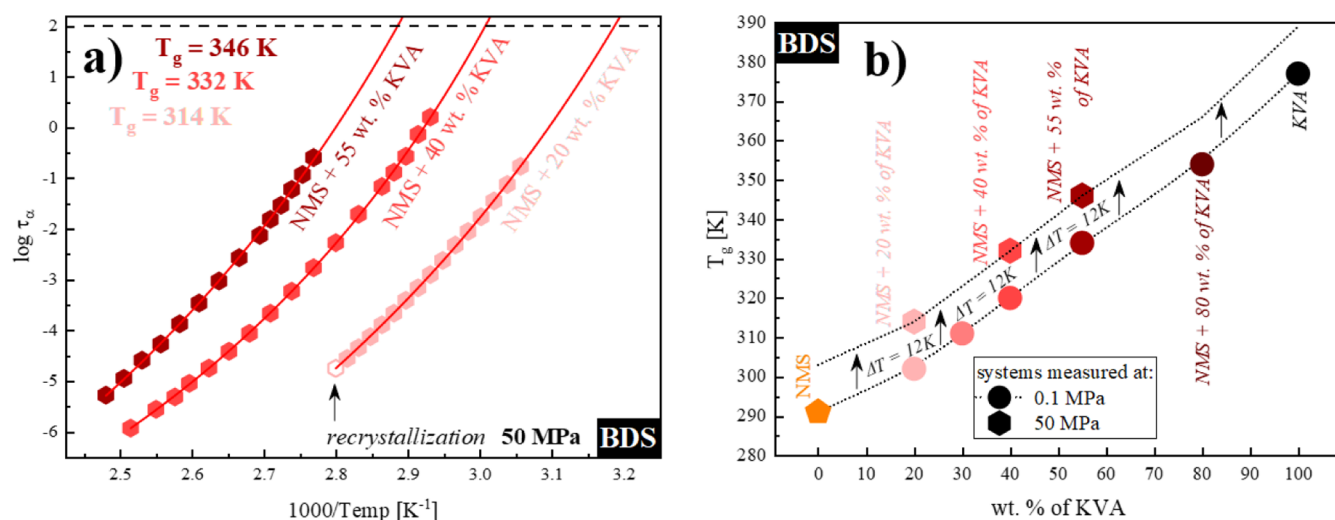 a)
T_g = 346 K
T_g = 332 K
T_g = 314 K
NMS + 55 wt. % KVA
NMS + 40 wt. % KVA
NMS + 20 wt. % KVA
2
1
0
-1
-2
-3
-4
-5
-6
log τ_α
recrystallization 50 MPa BDS
2.5 2.6 2.7 2.8 2.9 3.0 3.1 3.2
1000/Temp [K⁻¹]
BDS b)
390
380
370
360
350
340
330
320
310
300
290
280
T_g [K]
NMS
NMS + 20 wt. % of KVA
NMS + 40 wt. % of KVA
NMS + 55 wt. %
of KVA
NMS + 80 wt. % of KVA
KVA
ΔT = 12K
ΔT = 12K
ΔT = 12K
systems measured at:
0.1 MPa
50 MPa
0 10 20 30 40 50 60 70 80 90 100
wt. % of KVA